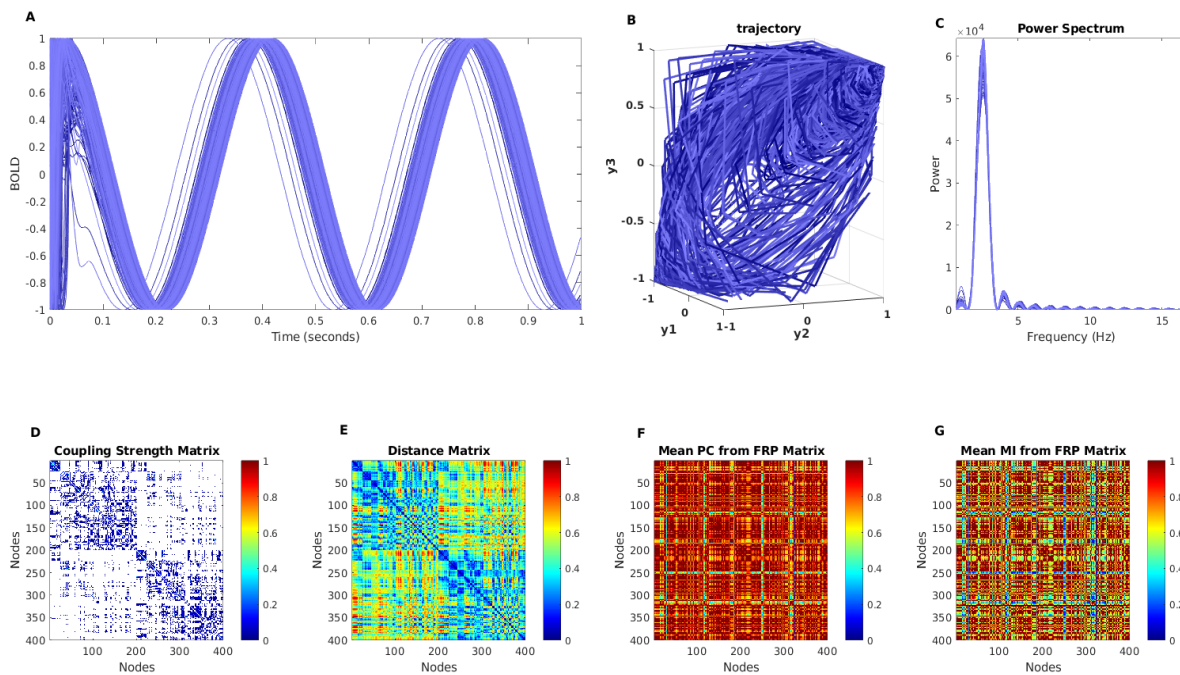 A
BOLD
1
0.8
0.6
0.4
0.2
0
-0.2
-0.4
-0.6
-0.8
-1
0 0.1 0.2 0.3 0.4 0.5 0.6 0.7 0.8 0.9 1
Time (seconds)
B
trajectory
y3
1
0.5
0
-0.5
-1
-1 0 1
y1
-1 0 1
y2
C
×10⁴
Power Spectrum
Power
6
5
4
3
2
1
0
5 10 15
Frequency (Hz)
D
Coupling Strength Matrix
Nodes
50
100
150
200
250
300
350
400
100 200 300 400
Nodes
1
0.8
0.6
0.4
0.2
0
E
Distance Matrix
Nodes
50
100
150
200
250
300
350
400
100 200 300 400
Nodes
1
0.8
0.6
0.4
0.2
0
F
Mean PC from FRP Matrix
Nodes
50
100
150
200
250
300
350
400
100 200 300 400
Nodes
1
0.8
0.6
0.4
0.2
0
G
Mean MI from FRP Matrix
Nodes
50
100
150
200
250
300
350
400
100 200 300 400
Nodes
1
0.8
0.6
0.4
0.2
0